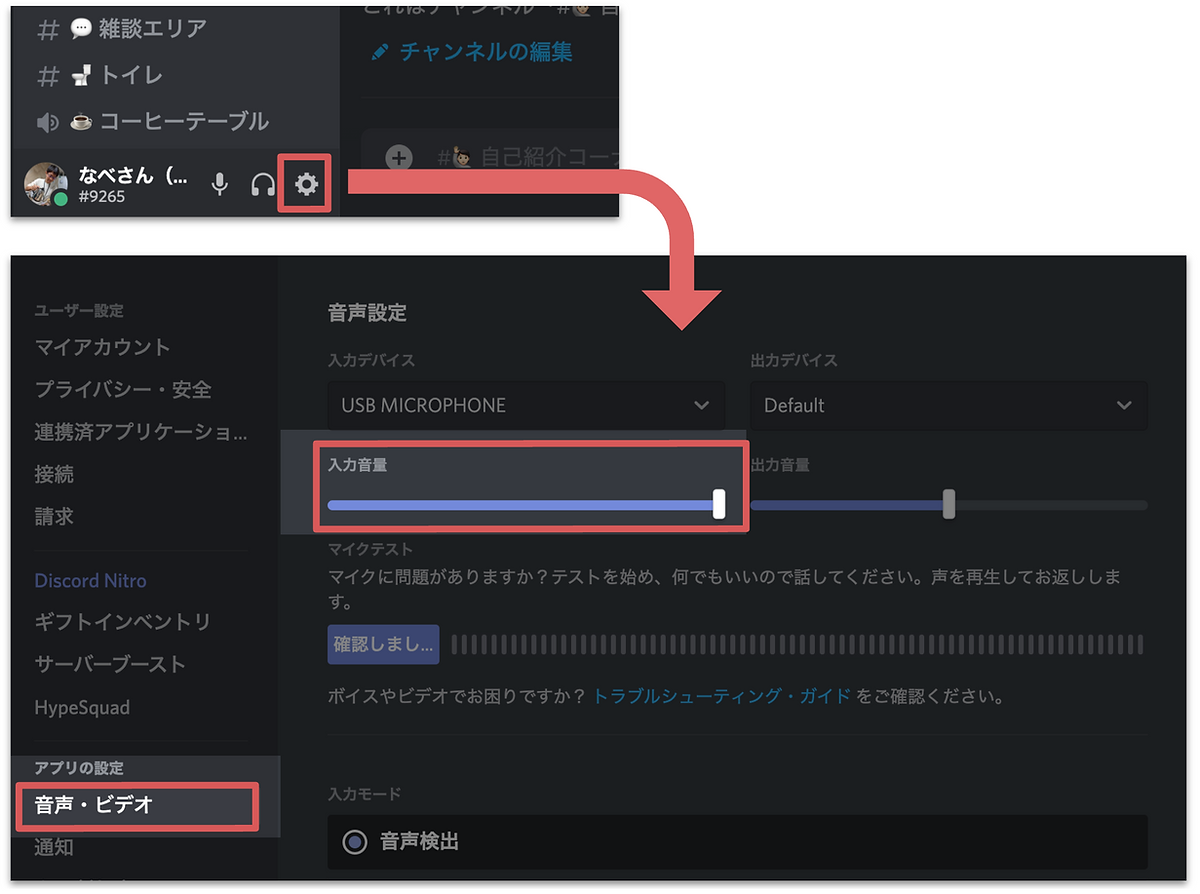 # 雑談エリア
# トイレ
コーヒーテーブル
なべさん（...
#9265
チャンネルの編集
# 自己紹介コーナ
ユーザー設定
マイアカウント
プライバシー・安全
連携済アプリケーショ...
接続
請求
Discord Nitro
ギフトインベントリ
サーバーブースト
HypeSquad
アプリの設定
音声・ビデオ
通知
音声設定
入力デバイス
USB MICROPHONE
出力デバイス
Default
入力音量
出力音量
マイクテスト
マイクに問題がありますか？テストを始め、何でもいいので話してください。声を再生してお返ししま
す。
確認しまし...
ボイスやビデオでお困りですか？ トラブルシューティング・ガイド をご確認ください。
入力モード
音声検出